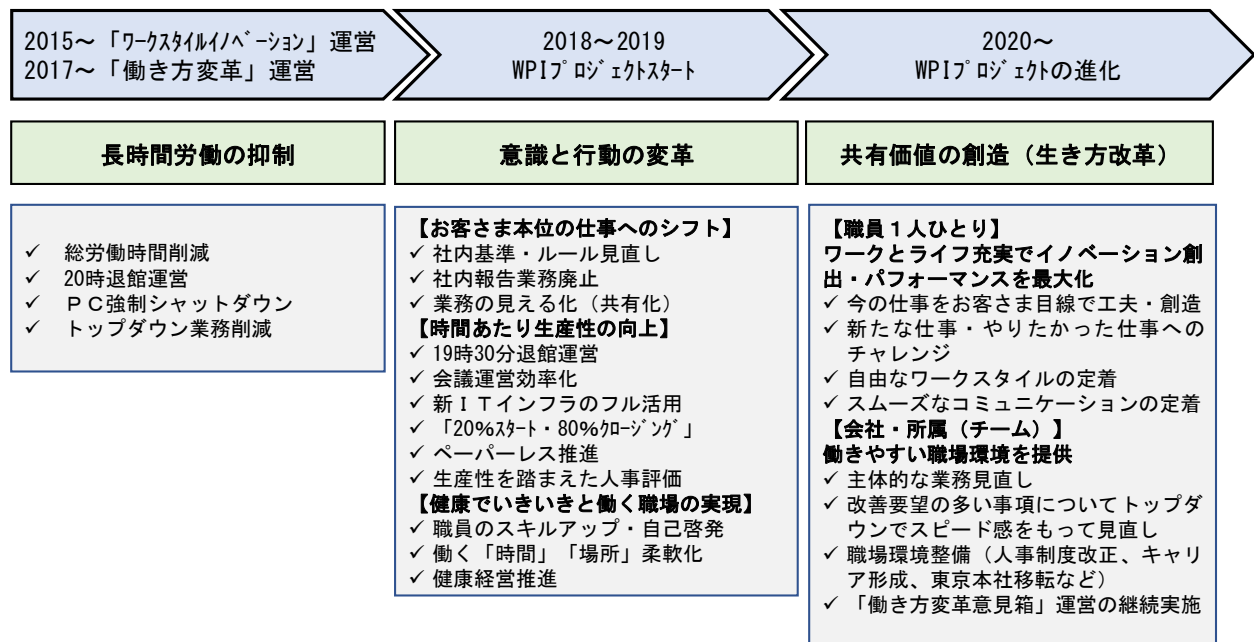 2015~「ﾜｰｸｽﾀｲﾙｲﾉﾍﾞｰｼｮﾝ」運営
2017~「働き方変革」運営
2018~2019
WPIﾌﾟﾛｼﾞｪｸﾄスタート
2020~
WPIﾌﾟﾛｼﾞｪｸﾄの進化
長時間労働の抑制
意識と行動の変革
共有価値の創造（生き方改革）
✓ 総労働時間削減
✓ 20時退館運営
✓ ＰＣ強制シャットダウン
✓ トップダウン業務削減
【お客さま本位の仕事へのシフト】
✓ 社内基準・ルール見直し
✓ 社内報告業務廃止
✓ 業務の見える化（共有化）
【時間あたり生産性の向上】
✓ 19時30分退館運営
✓ 会議運営効率化
✓ 新ＩＴインフラのフル活用
✓ 「20%ｽﾀｰﾄ・80%ｸﾛｰｼﾞﾝｸﾞ」
✓ ペーパーレス推進
✓ 生産性を踏まえた人事評価
【健康でいきいきと働く職場の実現】
✓ 職員のスキルアップ・自己啓発
✓ 働く「時間」「場所」柔軟化
✓ 健康経営推進
【職員１人ひとり】
ワークとライフ充実でイノベーション創
出・パフォーマンスを最大化
✓ 今の仕事をお客さま目線で工夫・創造
✓ 新たな仕事・やりたかった仕事への
チャレンジ
✓ 自由なワークスタイルの定着
✓ スムーズなコミュニケーションの定着
【会社・所属（チーム）】
働きやすい職場環境を提供
✓ 主体的な業務見直し
✓ 改善要望の多い事項についてトップダ
ウンでスピード感をもって見直し
✓ 職場環境整備（人事制度改正、キャリ
ア形成、東京本社移転など）
✓ 「働き方変革意見箱」運営の継続実施